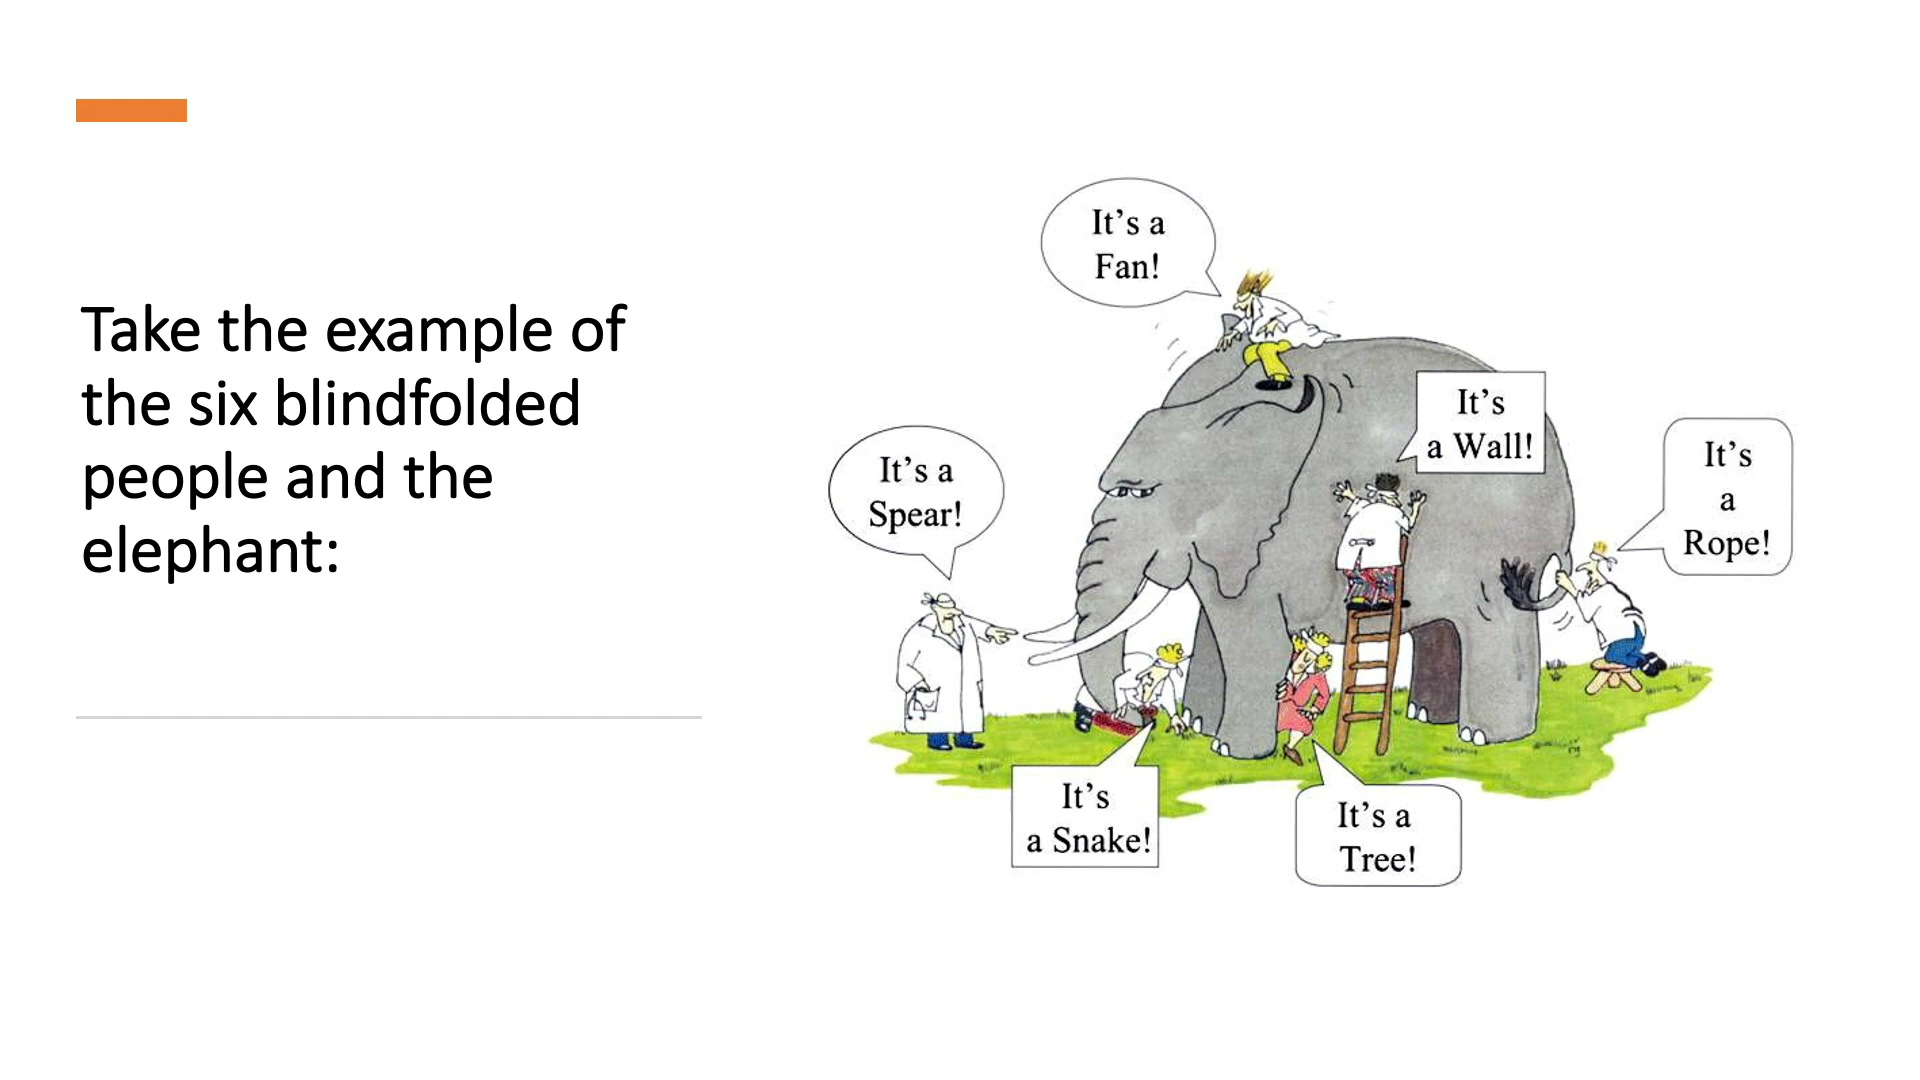 Take the example of
the six blindfolded
people and the
elephant:
It’s a
Fan!
It’s
a Wall!
It’s
a
Rope!
It’s a
Spear!
It’s
a Snake!
It’s a
Tree!